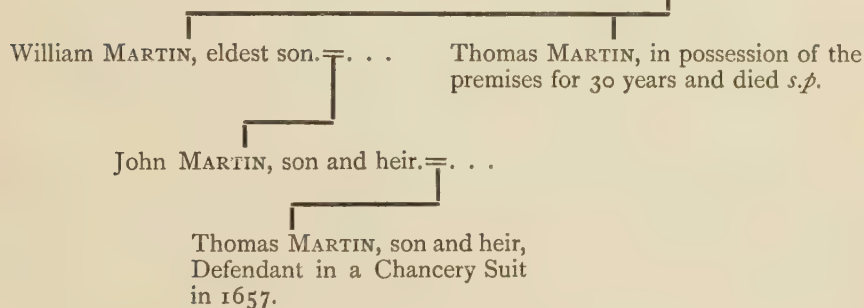 William MARTIN, eldest son.=. . .
Thomas MARTIN, in possession of the
premises for 30 years and died s.p.
John MARTIN, son and heir.=. . .
Thomas MARTIN, son and heir,
Defendant in a Chancery Suit
in 1657.